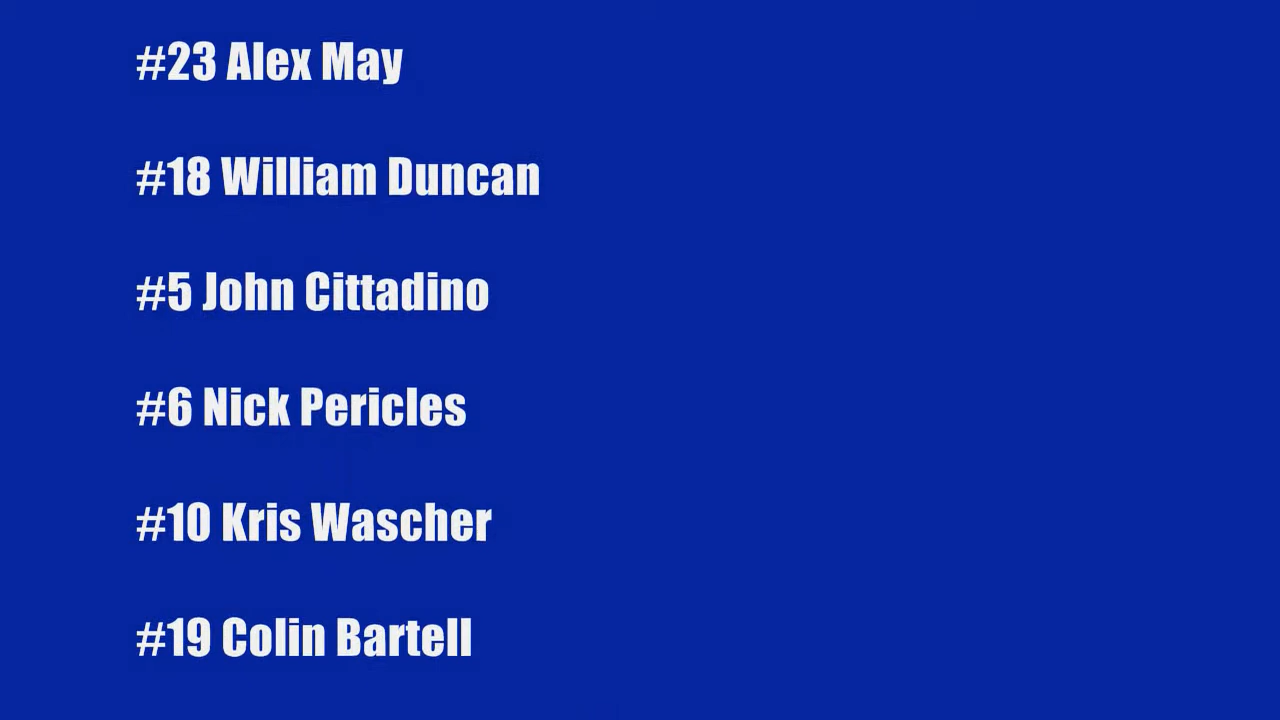 #23 Alex May
#18 William Duncan
#5 John Cittadino
#6 Nick Pericles
#10 Kris Wascher
#19 Colin Bartell